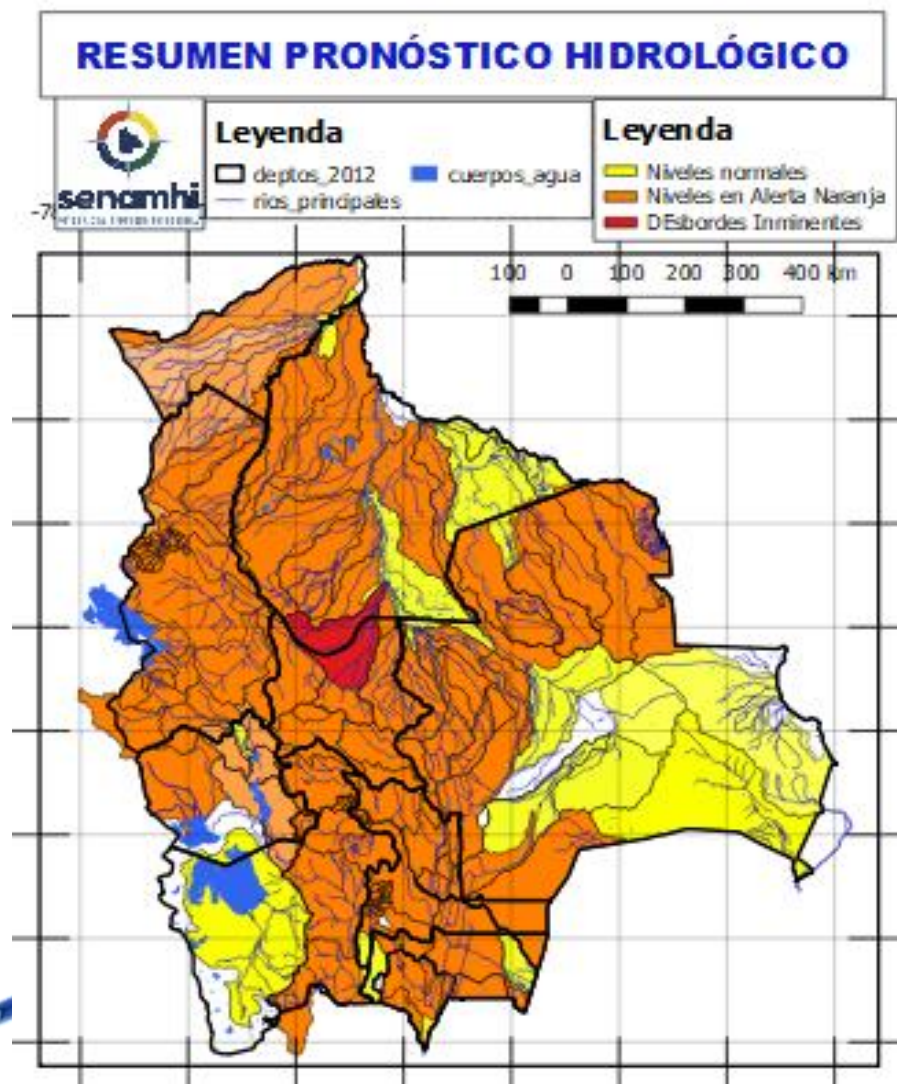 RESUMEN PRONÓSTICO HIDROLÓGICO
senamhi
Leyenda
deptos_2012
cuerpos_agua
rios_principales
Leyenda
Niveles normales
Niveles en Alerta Naranja
DEsbordes Inminentes
100 0 100 200 300 400 km